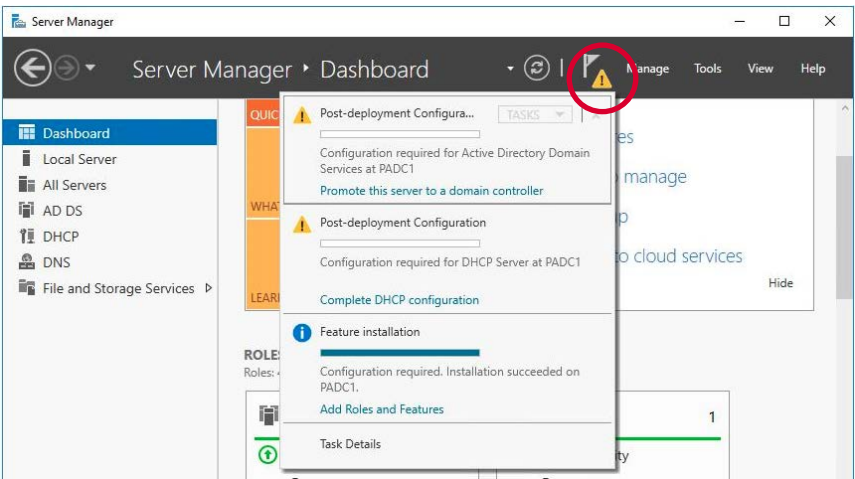 Server Manager
Server Manager ‣ Dashboard
Manage Tools View Help
Dashboard
Local Server
All Servers
AD DS
DHCP
DNS
File and Storage Services
QUIC
WHA
LEARN
Post-deployment Configura...
TASKS
Configuration required for Active Directory Domain
Services at PADC1
Promote this server to a domain controller
Post-deployment Configuration
Configuration required for DHCP Server at PADC1
Complete DHCP configuration
Feature installation
Configuration required. Installation succeeded on
PADC1.
Add Roles and Features
Task Details
es
manage
p
to cloud services
Hide
ROLE
Roles:
1
ity